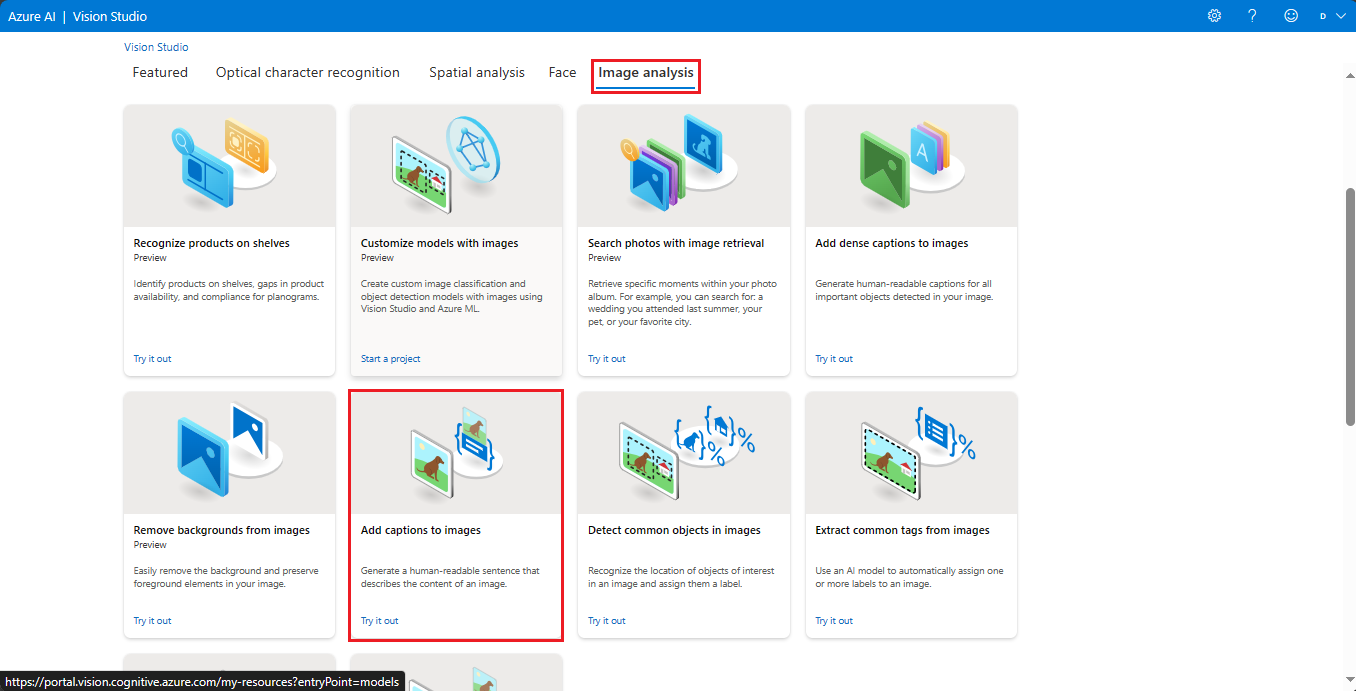 Azure AI | Vision Studio
D
Vision Studio
Featured Optical character recognition Spatial analysis Face Image analysis
A
Recognize products on shelves
Preview
Identify products on shelves, gaps in product
availability, and compliance for planograms.
Try it out
Customize models with images
Preview
Create custom image classification and
object detection models with images using
Vision Studio and Azure ML.
Start a project
Search photos with image retrieval
Preview
Retrieve specific moments within your photo
album. For example, you can search for: a
wedding you attended last summer, your
pet, or your favorite city.
Try it out
Add dense captions to images
Generate human-readable captions for all
important objects detected in your image.
Try it out
Remove backgrounds from images
Preview
Easily remove the background and preserve
foreground elements in your image.
Try it out
Add captions to images
Generate a human-readable sentence that
describes the content of an image.
Try it out
Detect common objects in images
Recognize the location of objects of interest
in an image and assign them a label.
Try it out
Extract common tags from images
Use an AI model to automatically assign one
or more labels to an image.
Try it out
https://portal.vision.cognitive.azure.com/my-resources?entryPoint=models